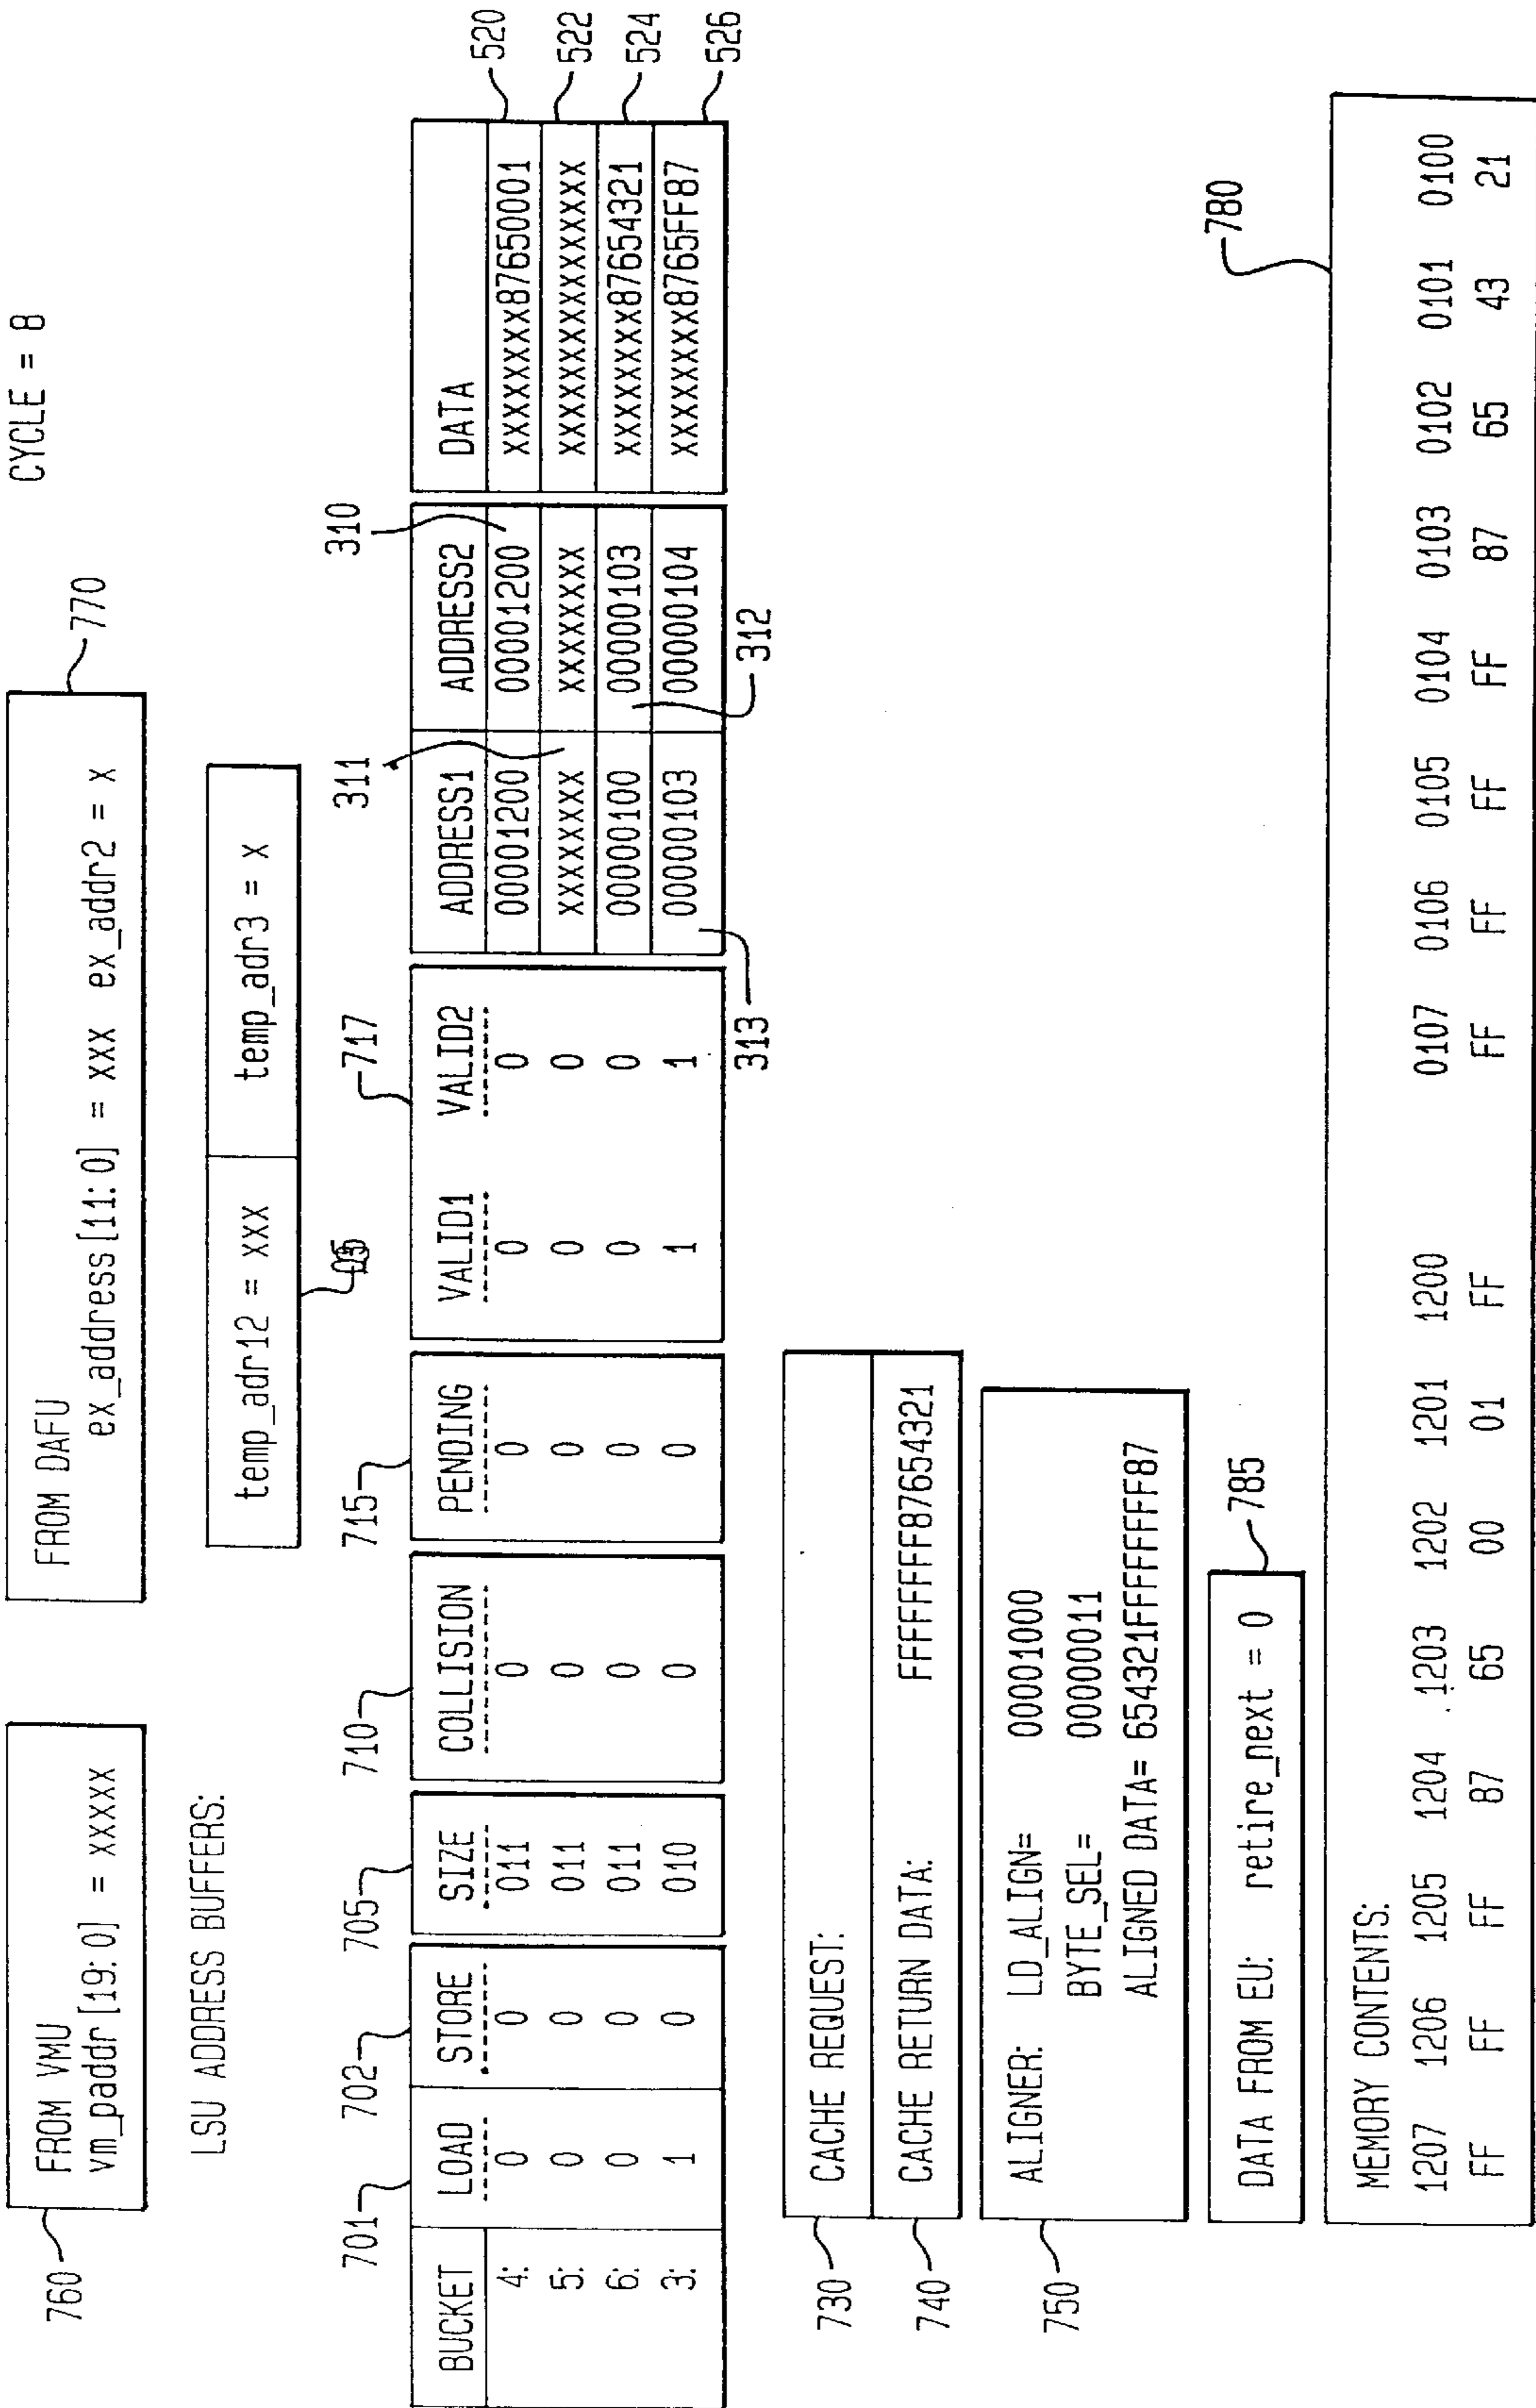 CYCLE = 8
760
FROM VMU
vm_paddr [19:0] = XXXXX
FROM DAFU
ex_address [11:0] = XXX ex_addr2 = X
770
LSU ADDRESS BUFFERS:
temp_adr12 = XXX
temp_adr3 = X
701
702
705
710
715
717
311
310
BUCKET LOAD STORE SIZE COLLISION PENDING VALID1 VALID2 ADDRESS1 ADDRESS2 DATA
4: 0 0 011 0 0 0 0 00001200 00001200 XXXXXXXX87650001 520
5: 0 0 011 0 0 0 0 XXXXXXXX XXXXXXXX XXXXXXXXXXXXXXXX 522
6: 0 0 011 0 0 0 0 00000100 00000103 XXXXXXXX87654321 524
3: 1 0 010 0 0 1 1 00000103 00000104 XXXXXXXX8765FF87 526
313
312
730
CACHE REQUEST:
740
CACHE RETURN DATA: FFFFFFFF87654321
750
ALIGNER: LD_ALIGN= 00001000
BYTE_SEL= 00000011
ALIGNED DATA= 654321FFFFFFFF87
DATA FROM EU: retire_next = 0
785
780
MEMORY CONTENTS:
1207 1206 1205 1204 1203 1202 1201 1200 0107 0106 0105 0104 0103 0102 0101 0100
FF FF FF 87 65 00 01 FF FF FF FF FF 87 65 43 21